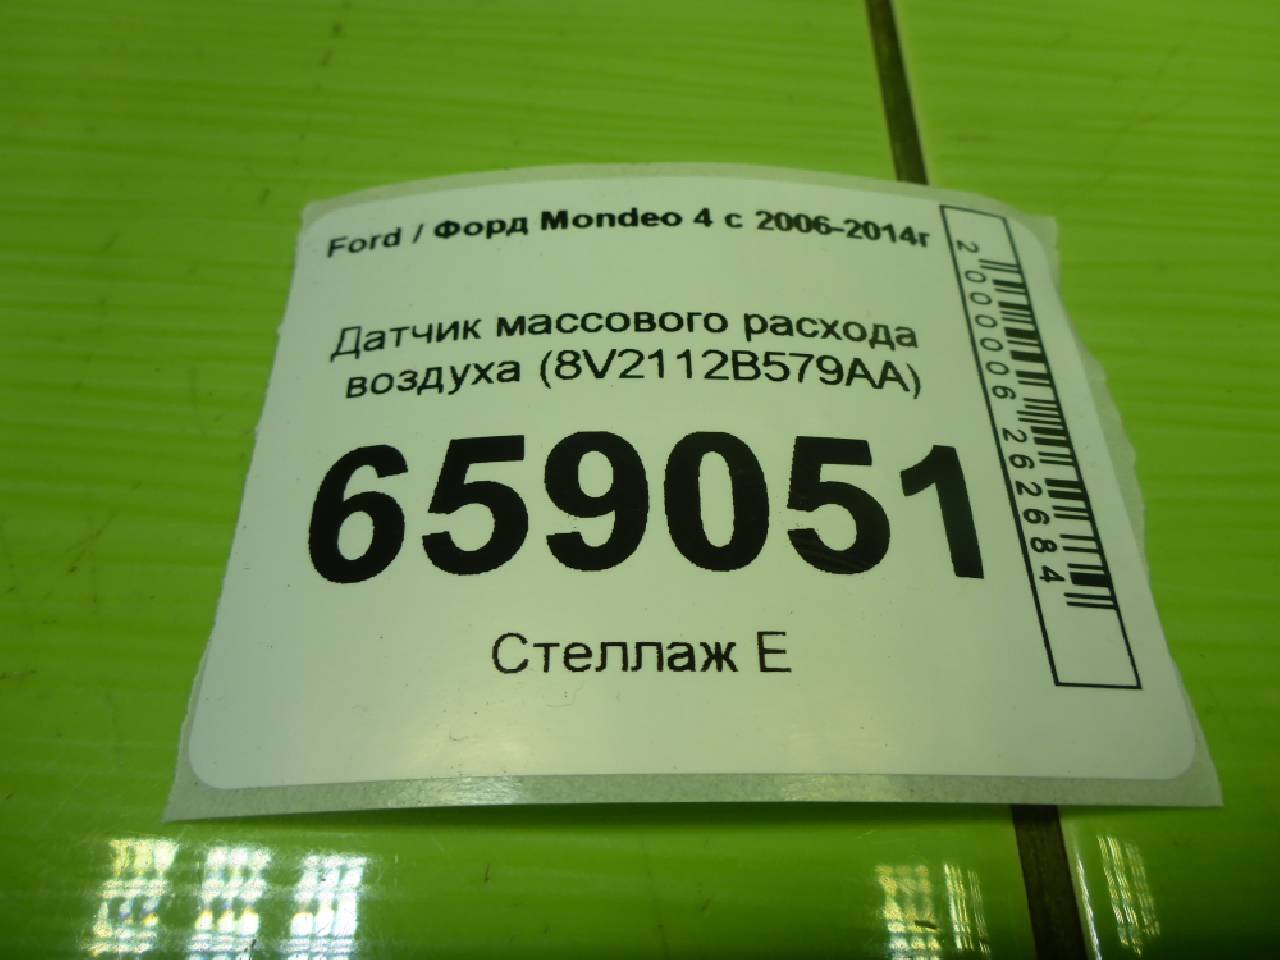 Ford / Форд Mondeo 4 с 2006-2014г
Датчик массового расхода
воздуха (8V2112B579AA)
659051
Стеллаж Е
2000006262684